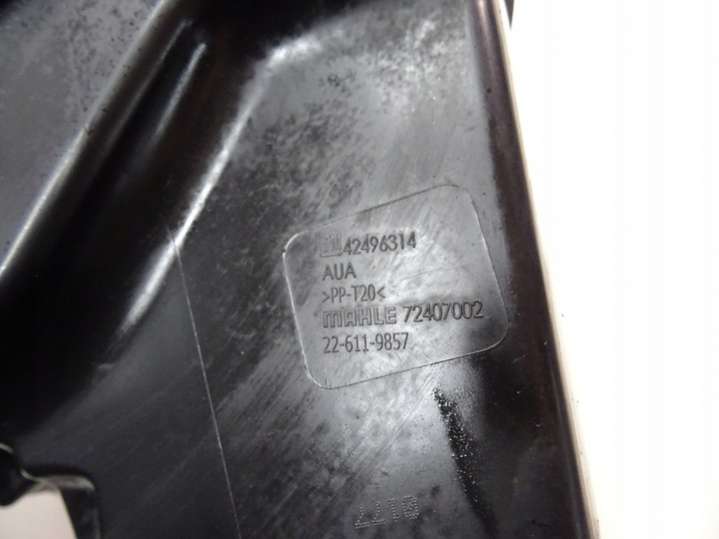 42496314
AUA
>PP-T20<
MAHLE 72407002
22-611-9857